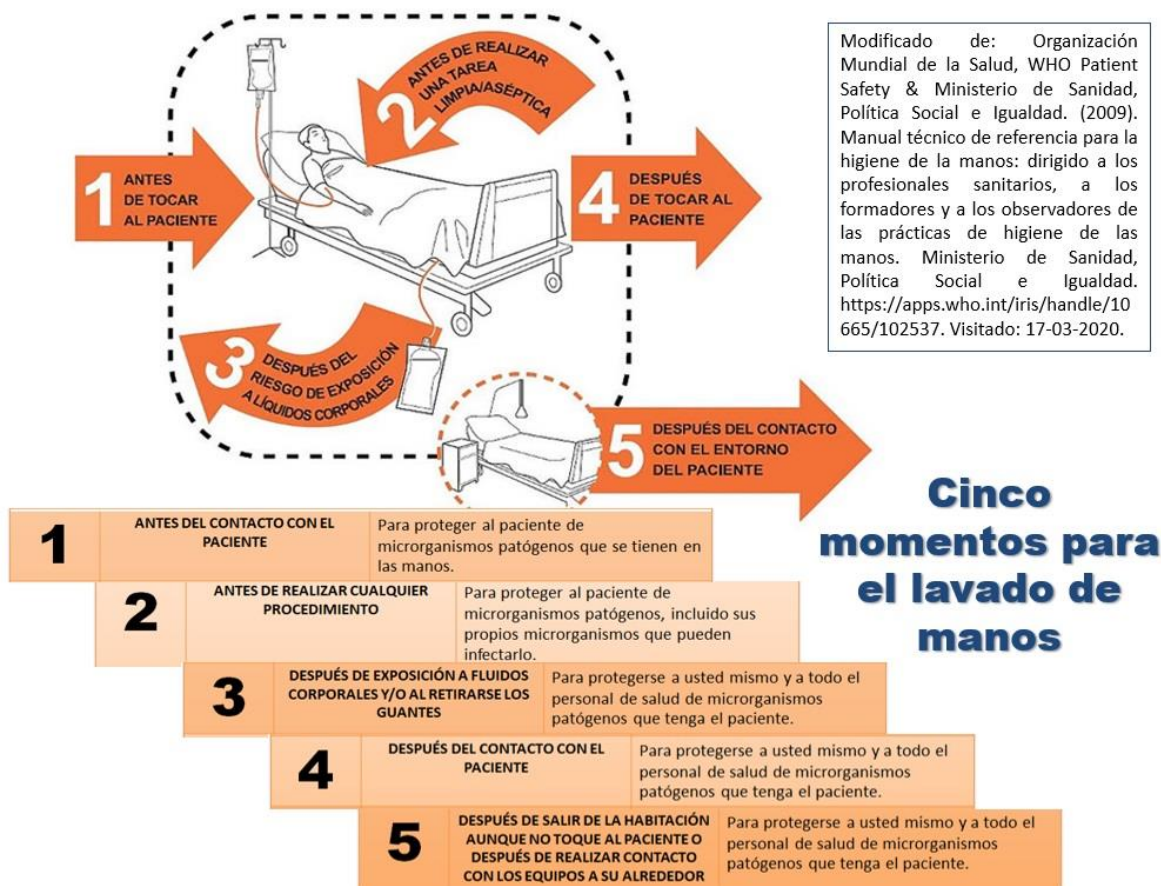 1 ANTES
DE TOCAR
AL PACIENTE
2 ANTES DE REALIZAR
UNA TAREA
LIMPIA/ASÉPTICA
3 DESPUÉS DEL
RIESGO DE EXPOSICIÓN
A LÍQUIDOS CORPORALES
4 DESPUÉS
DE TOCAR AL
PACIENTE
5 DESPUÉS DEL CONTACTO
CON EL ENTORNO
DEL PACIENTE
Modificado de: Organización
Mundial de la Salud, WHO Patient
Safety & Ministerio de Sanidad,
Política Social e Igualdad. (2009).
Manual técnico de referencia para la
higiene de la manos: dirigido a los
profesionales sanitarios, a los
formadores y a los observadores de
las prácticas de higiene de las
manos. Ministerio de Sanidad,
Política Social e Igualdad.
https://apps.who.int/iris/handle/10
665/102537. Visitado: 17-03-2020.
Cinco
momentos para
el lavado de
manos
1
ANTES DEL CONTACTO CON EL
PACIENTE
Para proteger al paciente de
microrganismos patógenos que se tienen en
las manos.
2
ANTES DE REALIZAR CUALQUIER
PROCEDIMIENTO
Para proteger al paciente de
microrganismos patógenos, incluido sus
propios microrganismos que pueden
infectarlo.
3
DESPUÉS DE EXPOSICIÓN A FLUIDOS
CORPORALES Y/O AL RETIRARSE LOS
GUANTES
Para protegerse a usted mismo y a todo el
personal de salud de microrganismos
patógenos que tenga el paciente.
4
DESPUÉS DEL CONTACTO CON EL
PACIENTE
Para protegerse a usted mismo y a todo el
personal de salud de microrganismos
patógenos que tenga el paciente.
5
DESPUÉS DE SALIR DE LA HABITACIÓN
AUNQUE NO TOQUE AL PACIENTE O
DESPUÉS DE REALIZAR CONTACTO
CON LOS EQUIPOS A SU ALREDEDOR
Para protegerse a usted mismo y a todo el
personal de salud de microrganismos
patógenos que tenga el paciente.